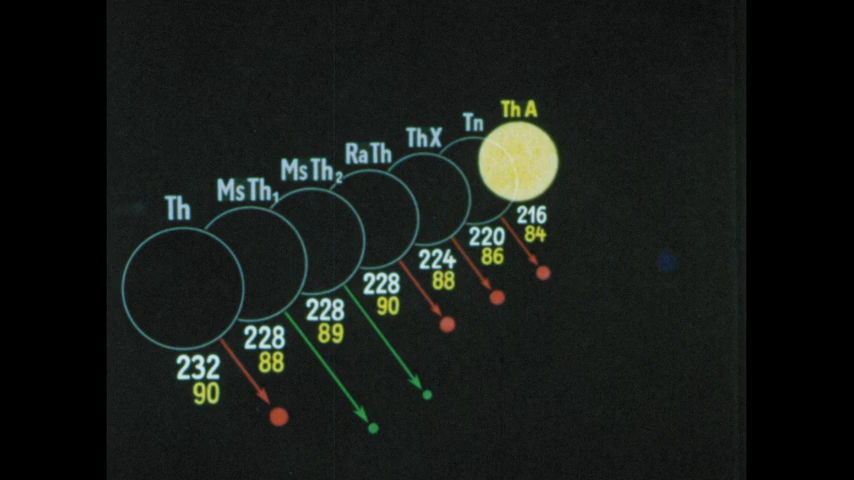 Th
232
90
MsTh₁
228
88
MsTh₂
228
89
RaTh
228
90
ThX
224
88
Tn
220
86
ThA
216
84